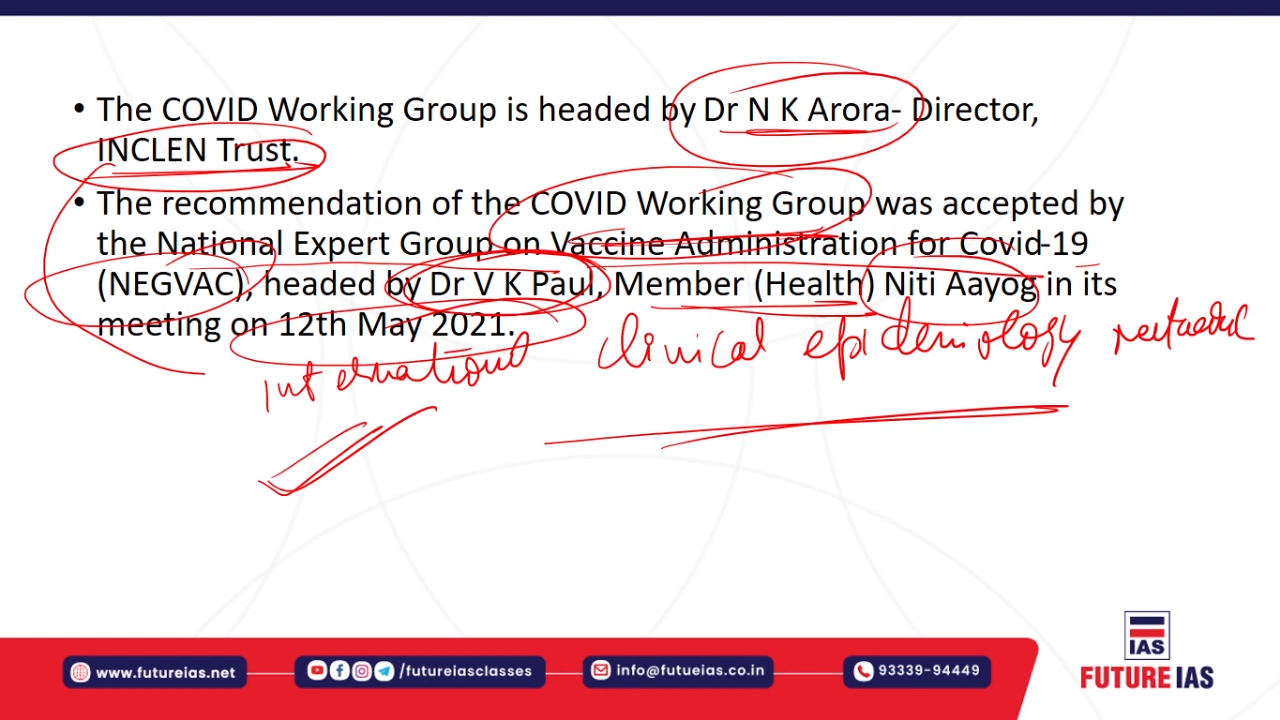 • The COVID Working Group is headed by Dr N K Arora- Director,
INCLEN Trust.
• The recommendation of the COVID Working Group was accepted by
the National Expert Group on Vaccine Administration for Covid-19
(NEGVAC), headed by Dr V K Paul, Member (Health) Niti Aayog in its
meeting on 12th May 2021.
International clinical epidemiology
www.futureias.net
/futureiasclasses
info@futueias.co.in
93339-94449
IAS
FUTURE IAS